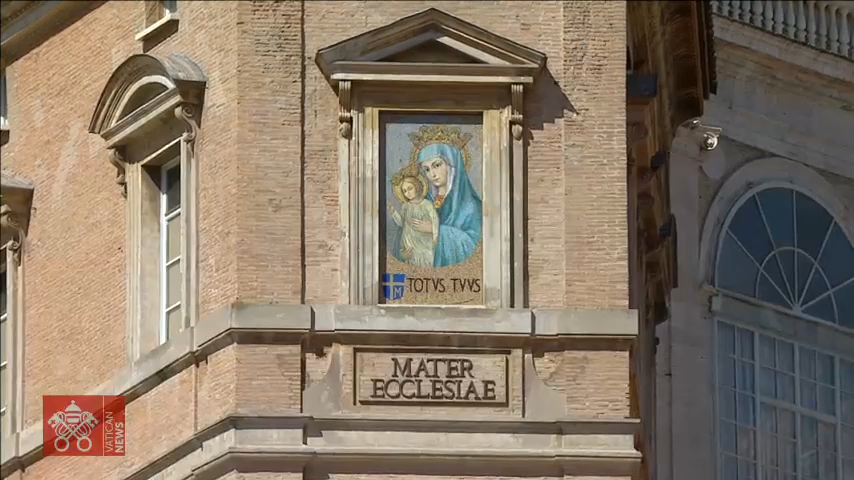 TOTVS TVVS
M
MATER
ECCLESIAE
VATICAN
NEWS